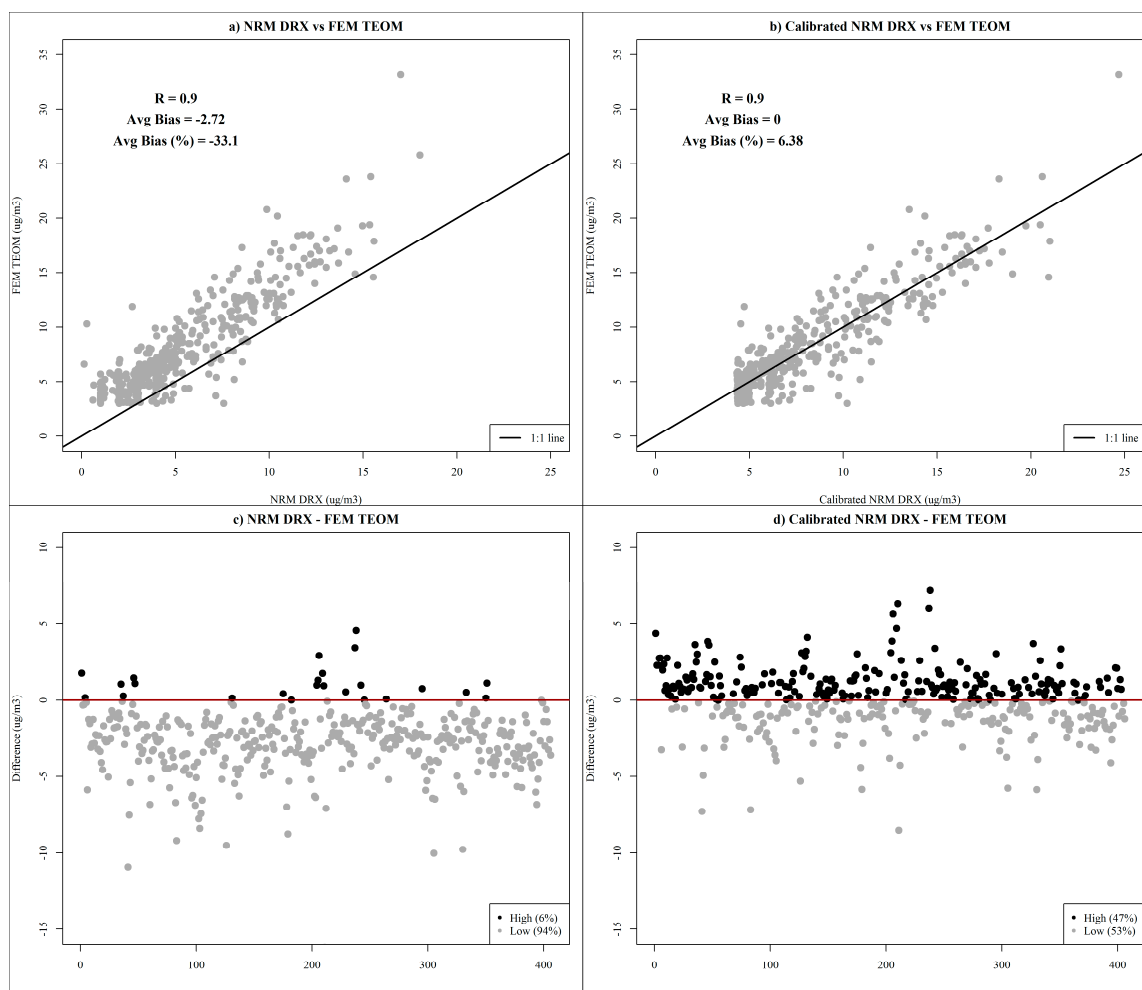 a) NRM DRX vs FEM TEOM
R = 0.9
Avg Bias = -2.72
Avg Bias (%) = -33.1
FEM TEOM (ug/m3)
35
30
25
20
15
10
5
0
1:1 line
0 5 10 15 20 25
NRM DRX (ug/m3)
b) Calibrated NRM DRX vs FEM TEOM
R = 0.9
Avg Bias = 0
Avg Bias (%) = 6.38
FEM TEOM (ug/m3)
35
30
25
20
15
10
5
0
1:1 line
0 5 10 15 20 25
Calibrated NRM DRX (ug/m3)
c) NRM DRX - FEM TEOM
Difference (ug/m3)
10
5
0
-5
-10
-15
High (6%)
Low (94%)
0 100 200 300 400
d) Calibrated NRM DRX - FEM TEOM
Difference (ug/m3)
10
5
0
-5
-10
-15
High (47%)
Low (53%)
0 100 200 300 400